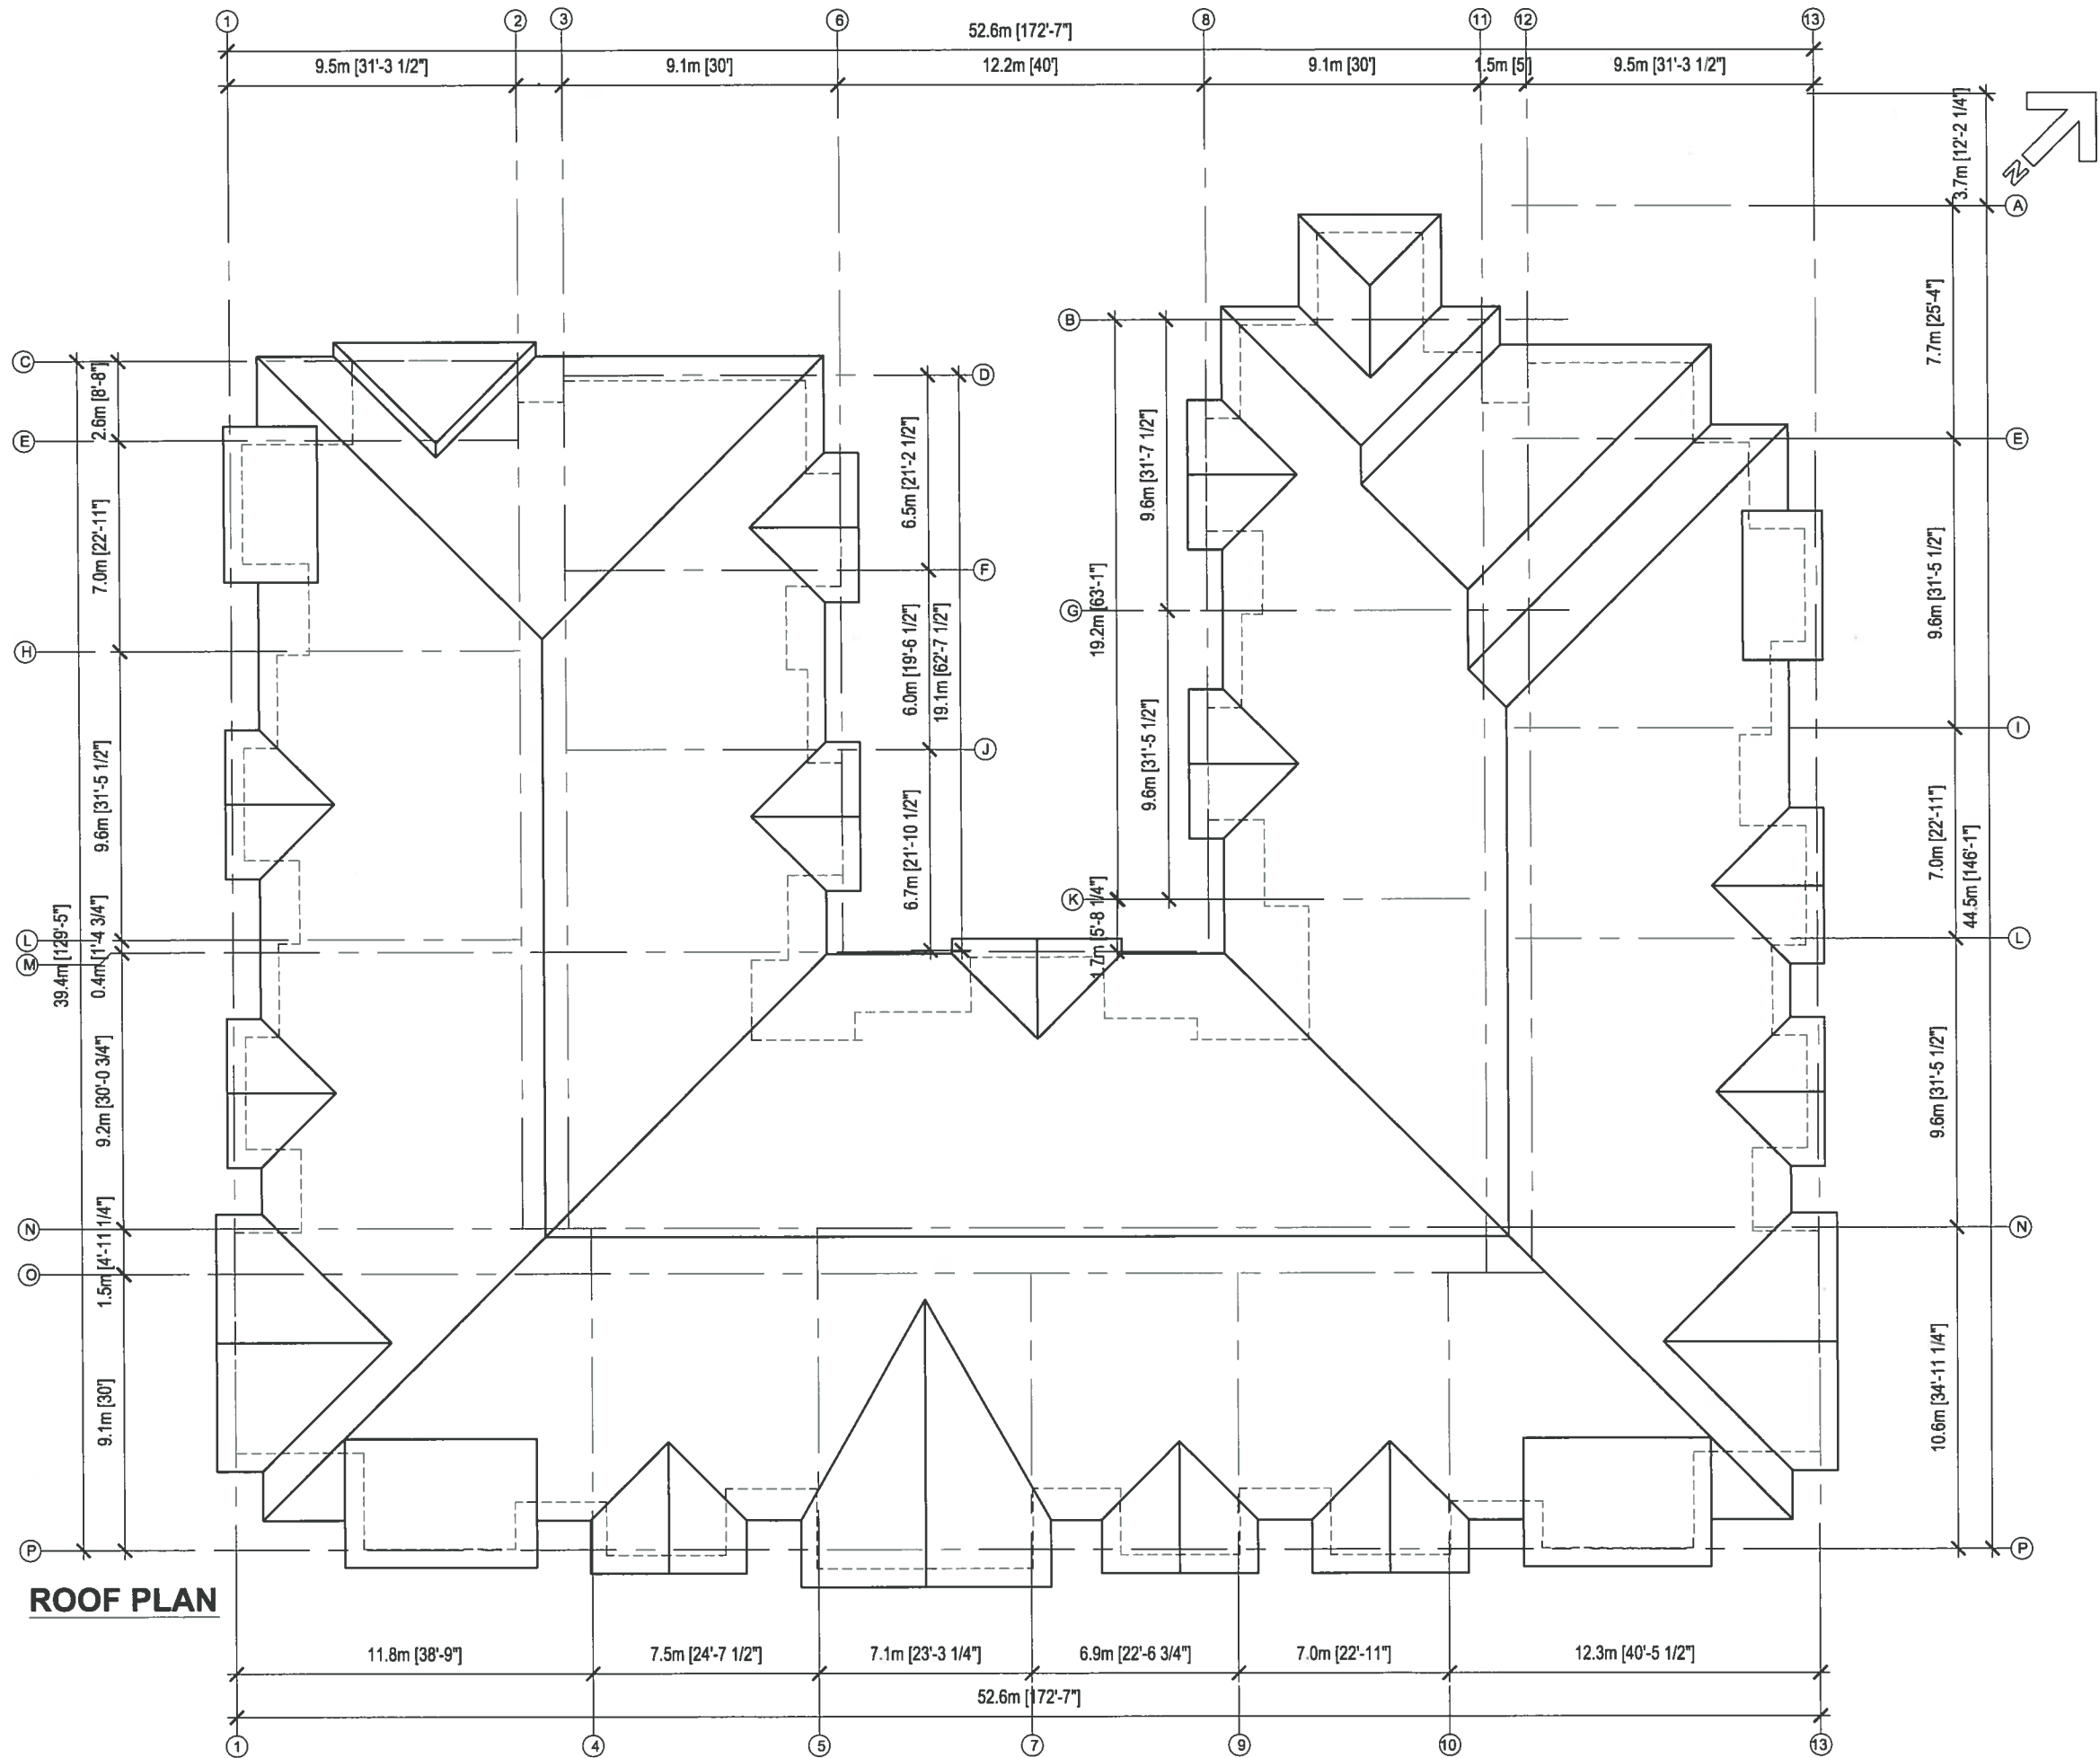 1 2 3 6 8 11 12 13
52.6m [172'-7"]
9.5m [31'-3 1/2"] 9.1m [30'] 12.2m [40'] 9.1m [30'] 1.5m [5'] 9.5m [31'-3 1/2"]
3.7m [12'-2 1/4"]
N
A
7.7m [25'-4"]
B
C
D
2.6m [8'-8"]
E
E
6.5m [21'-2 1/2"]
9.6m [31'-7 1/2"]
7.0m [22'-11"]
F
9.6m [31'-5 1/2"]
19.2m [63'-1"]
G
H
6.0m [19'-6 1/2"]
19.1m [62'-7 1/2"]
I
J
9.6m [31'-5 1/2"]
9.6m [31'-5 1/2"]
6.7m [21'-10 1/2"]
7.0m [22'-11"]
44.5m [146'-1"]
K
1.7m [5'-8 1/4"]
L
L
M
39.4m [129'-5"]
0.4m [1'-4 3/4"]
9.2m [30'-0 3/4"]
9.6m [31'-5 1/2"]
N
N
1.5m [4'-11 1/4"]
O
9.1m [30']
10.6m [34'-11 1/4"]
P
P
ROOF PLAN
11.8m [38'-9"] 7.5m [24'-7 1/2"] 7.1m [23'-3 1/4"] 6.9m [22'-6 3/4"] 7.0m [22'-11"] 12.3m [40'-5 1/2"]
52.6m [172'-7"]
1 4 5 7 9 10 13